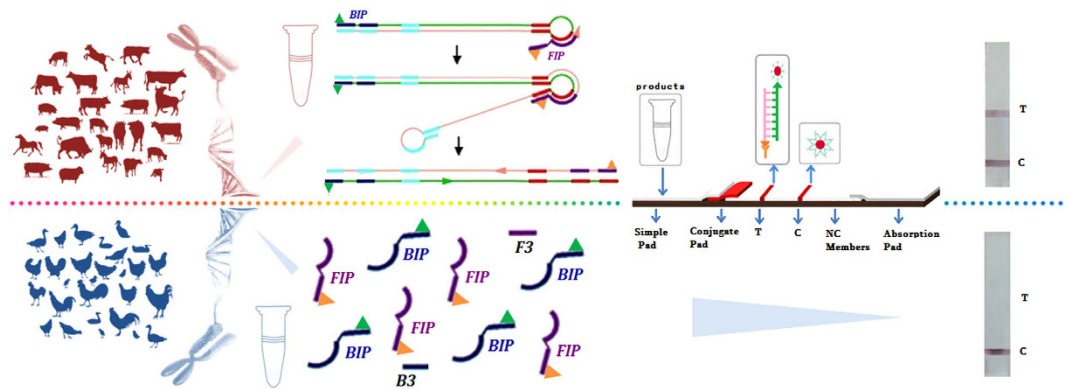 BIP
FIP
products
T
C
Simple
Pad
Conjugate
Pad
T
C
NC
Members
Absorption
Pad
FIP
BIP
FIP
F3
BIP
BIP
FIP
B3
BIP
FIP
T
C